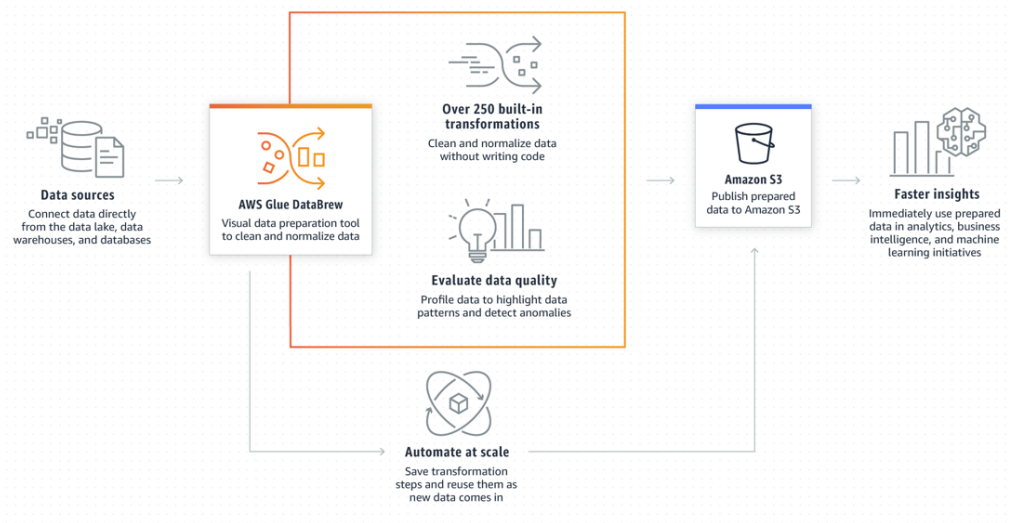 Data sources
Connect data directly
from the data lake, data
warehouses, and databases
AWS Glue DataBrew
Visual data preparation tool
to clean and normalize data
Over 250 built-in
transformations
Clean and normalize data
without writing code
Evaluate data quality
Profile data to highlight data
patterns and detect anomalies
Automate at scale
Save transformation
steps and reuse them as
new data comes in
Amazon S3
Publish prepared
data to Amazon S3
Faster insights
Immediately use prepared
data in analytics, business
intelligence, and machine
learning initiatives